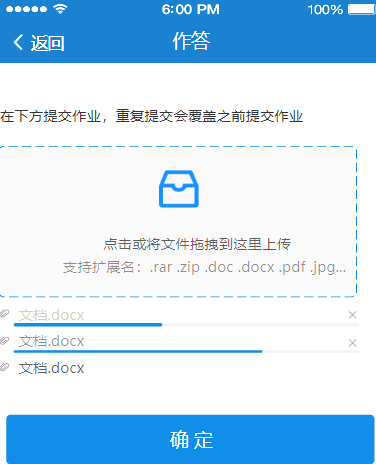 6:00 PM 100%
返回 作答
在下方提交作业，重复提交会覆盖之前提交作业
点击或将文件拖拽到这里上传
支持扩展名：.rar .zip .doc .docx .pdf .jpg...
文档.docx
文档.docx
文档.docx
确 定